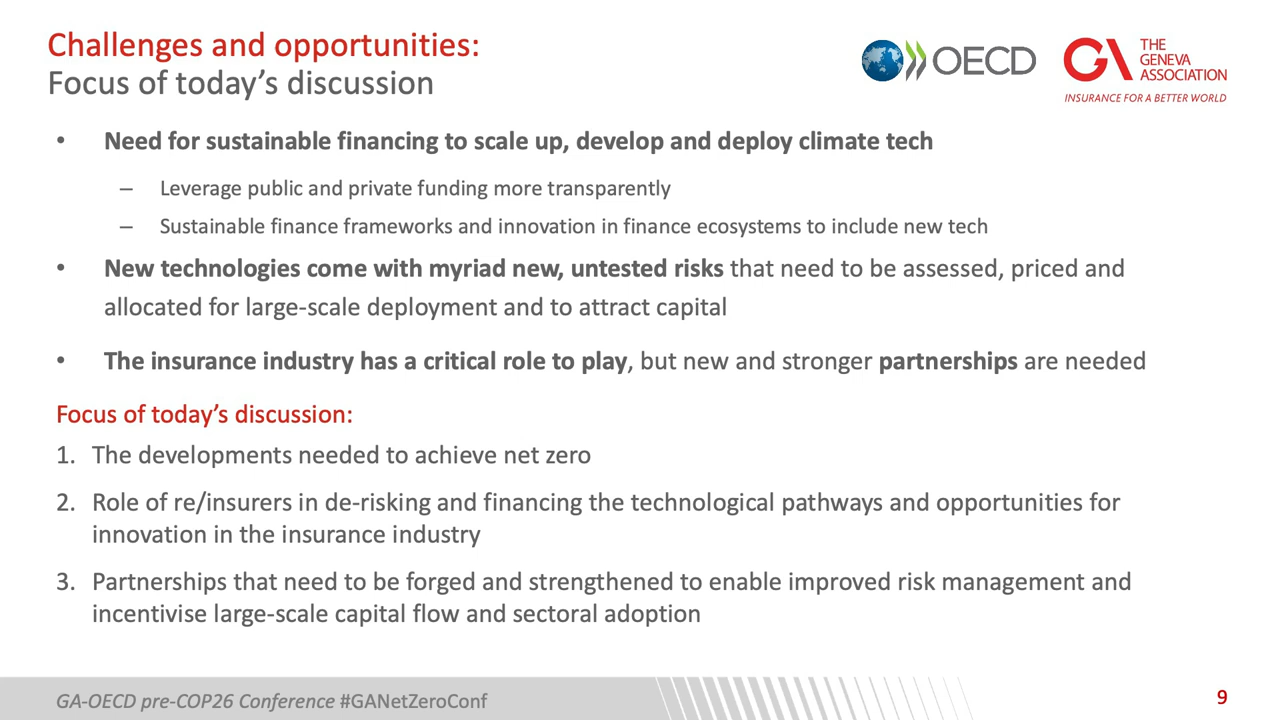 Challenges and opportunities:
Focus of today's discussion
OECD
GA
THE
GENEVA
ASSOCIATION
INSURANCE FOR A BETTER WORLD
• Need for sustainable financing to scale up, develop and deploy climate tech
– Leverage public and private funding more transparently
– Sustainable finance frameworks and innovation in finance ecosystems to include new tech
• New technologies come with myriad new, untested risks that need to be assessed, priced and
allocated for large-scale deployment and to attract capital
• The insurance industry has a critical role to play, but new and stronger partnerships are needed
Focus of today's discussion:
1. The developments needed to achieve net zero
2. Role of re/insurers in de-risking and financing the technological pathways and opportunities for
innovation in the insurance industry
3. Partnerships that need to be forged and strengthened to enable improved risk management and
incentivise large-scale capital flow and sectoral adoption
GA-OECD pre-COP26 Conference #GANetZeroConf
9